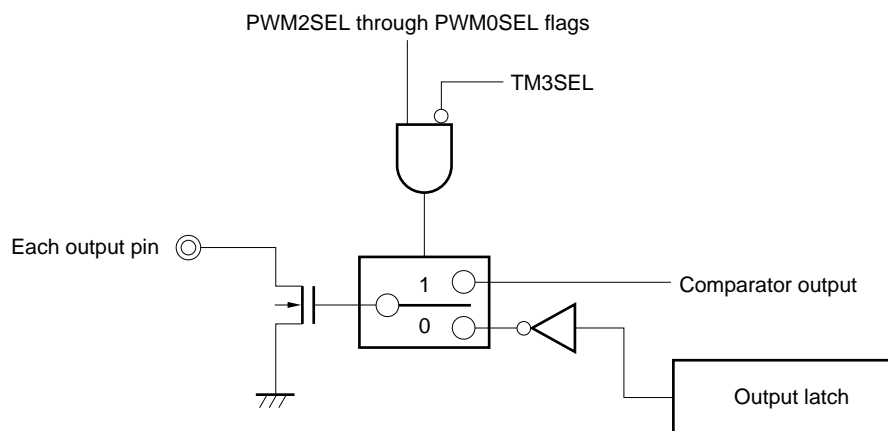 PWM2SEL through PWM0SEL flags
TM3SEL
Each output pin
1
Comparator output
0
Output latch